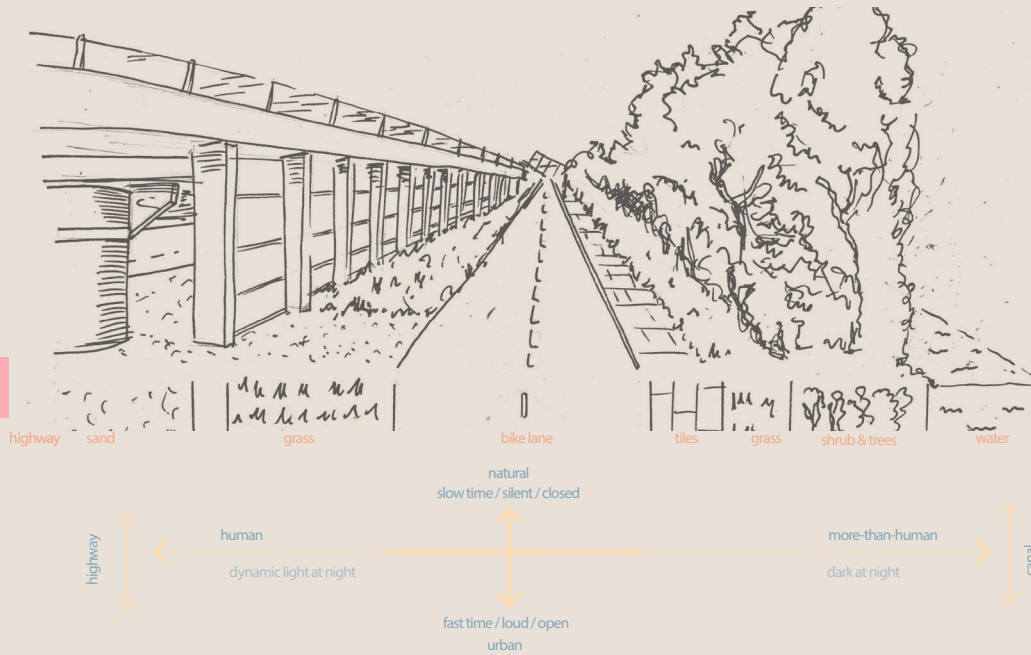 highway sand grass bike lane tiles grass shrub & trees water
natural
slow time / silent / closed
human more-than-human
highway
canal
dynamic light at night dark at night
fast time / loud / open
urban